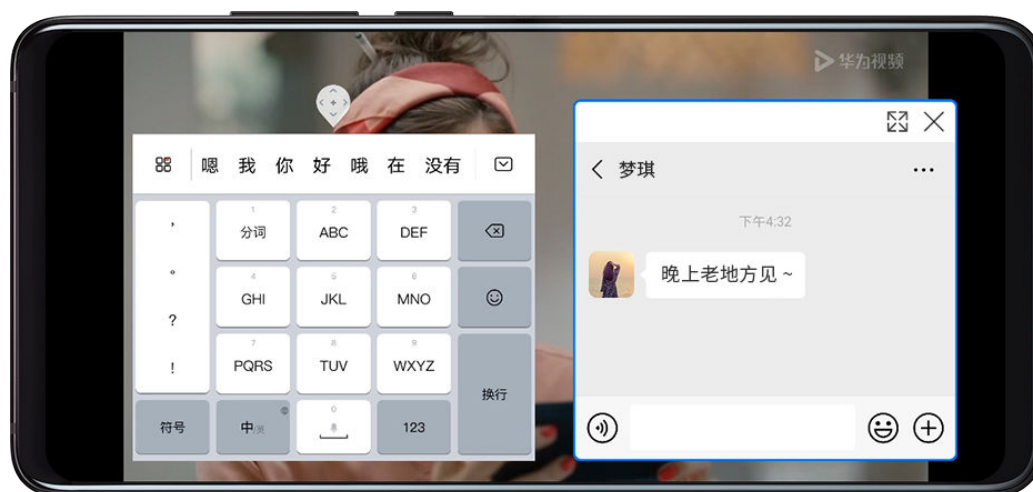 华为视频
嗯 我 你 好 哦 在 没有
， 1 分词 2 ABC 3 DEF
。 4 GHI 5 JKL 6 MNO
？
！ 7 PQRS 8 TUV 9 WXYZ
换行
符号 中/英 0 123
梦琪
下午4:32
晚上老地方见 ~